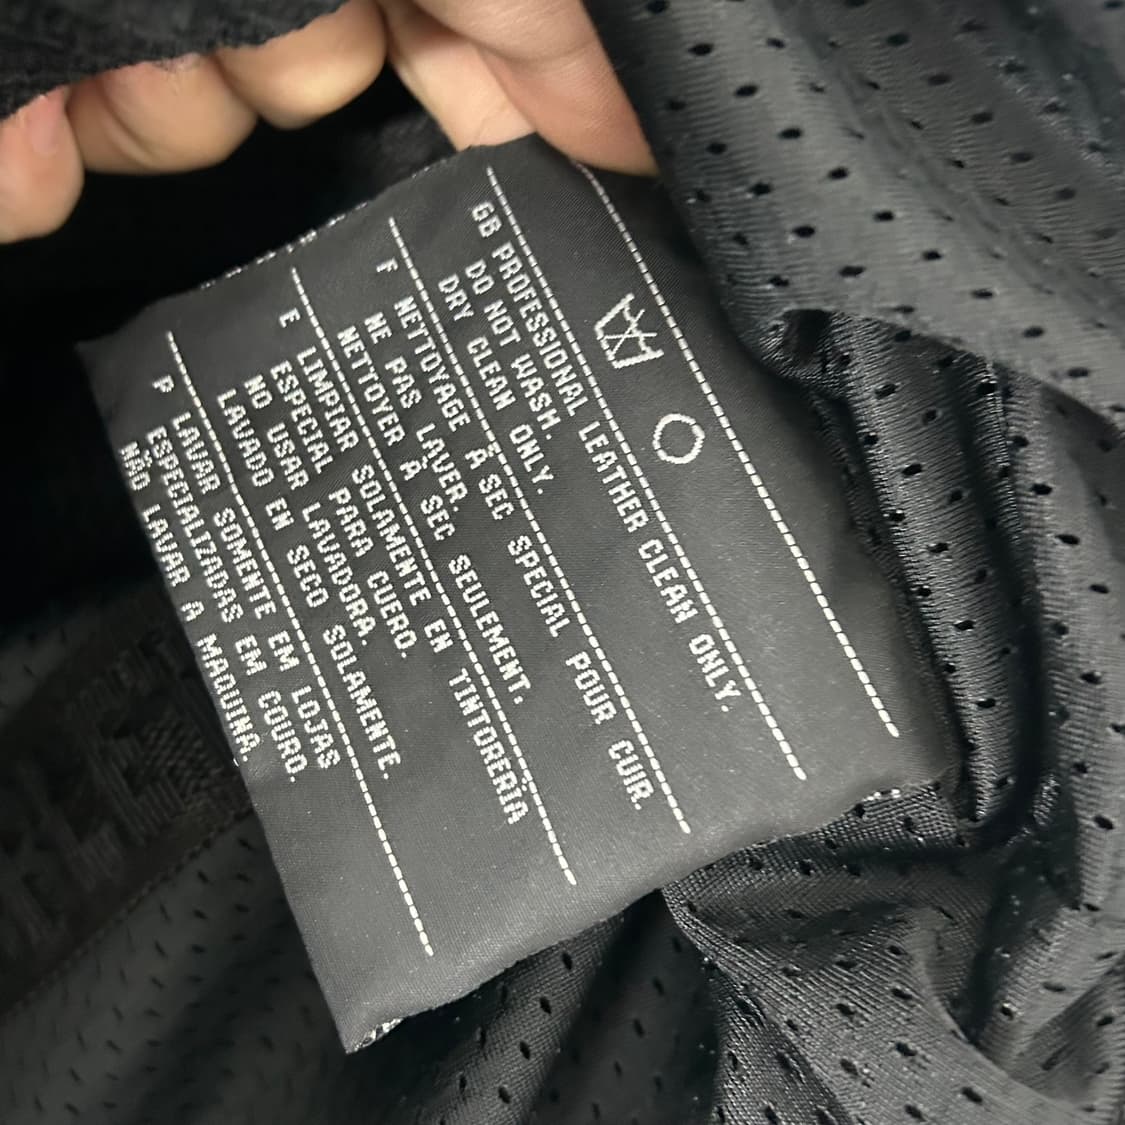 GB PROFESSIONAL LEATHER CLEAN ONLY.
DO NOT WASH.
DRY CLEAN ONLY.
F NETTOYAGE À SEC SPECIAL POUR CUIR.
NE PAS LAVER.
NETTOYER À SEC SEULEMENT.
E LIMPIAR SOLAMENTE EN TINTORERÏA
ESPECIAL PARA CUERO.
NO USAR LAVADORA.
LAVADO EN SECO SOLAMENTE.
P LAVAR SOMENTE EM LOJAS
ESPECIALIZADAS EM COURO.
NÃO LAVAR A MAQUINA.